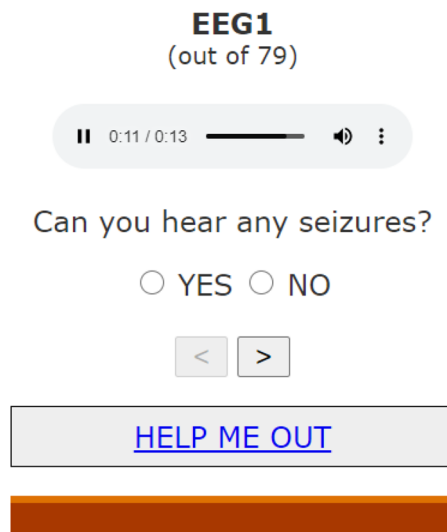 EEG1
(out of 79)
0:11 / 0:13
Can you hear any seizures?
YES NO
< >
HELP ME OUT